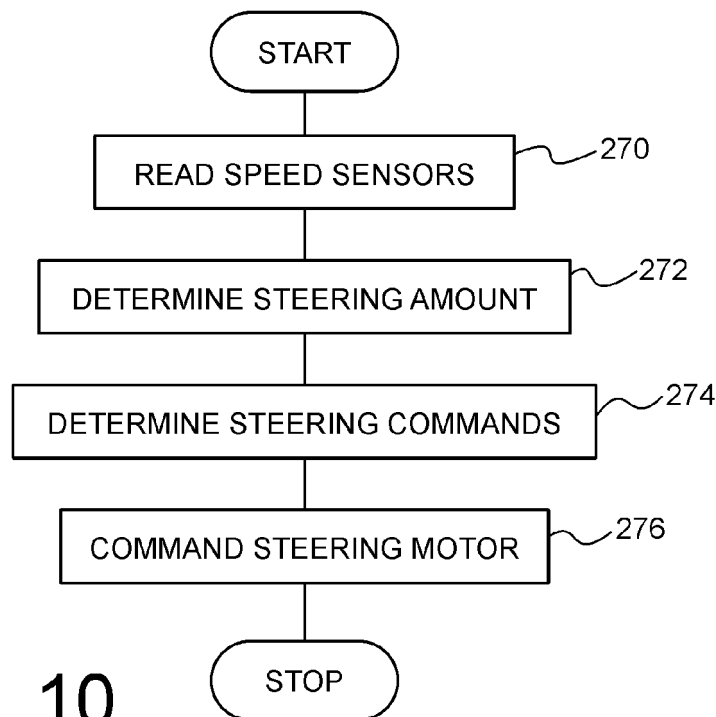 START
READ SPEED SENSORS
270
DETERMINE STEERING AMOUNT
272
DETERMINE STEERING COMMANDS
274
COMMAND STEERING MOTOR
276
STOP
10